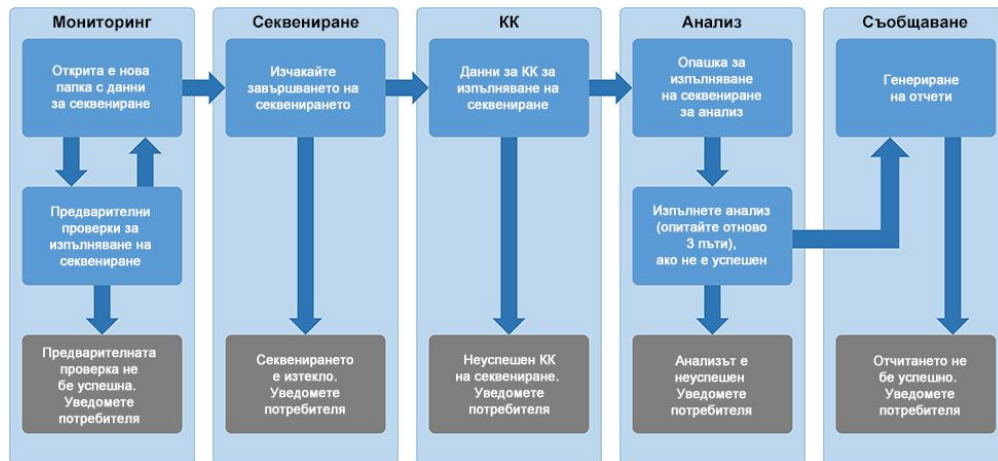 Мониторинг
Открита е нова
папка с данни
за секвениране
Предварителни
проверки за
изпълняване на
секвениране
Предварителната
проверка не
бе успешна.
Уведомете
потребителя
Секвениране
Изчакайте
завършването на
секвенирането
Секвенирането
е изтекло.
Уведомете
потребителя
КК
Данни за КК за
изпълняване на
секвениране
Неуспешен КК
на секвениране.
Уведомете
потребителя
Анализ
Опашка за
изпълняване
на секвениране
за анализ
Изпълнете анализ
(опитайте отново
3 пъти),
ако не е успешен
Анализът е
неуспешен
Уведомете
потребителя
Съобщаване
Генериране
на отчети
Отчитането не
бе успешно.
Уведомете
потребителя